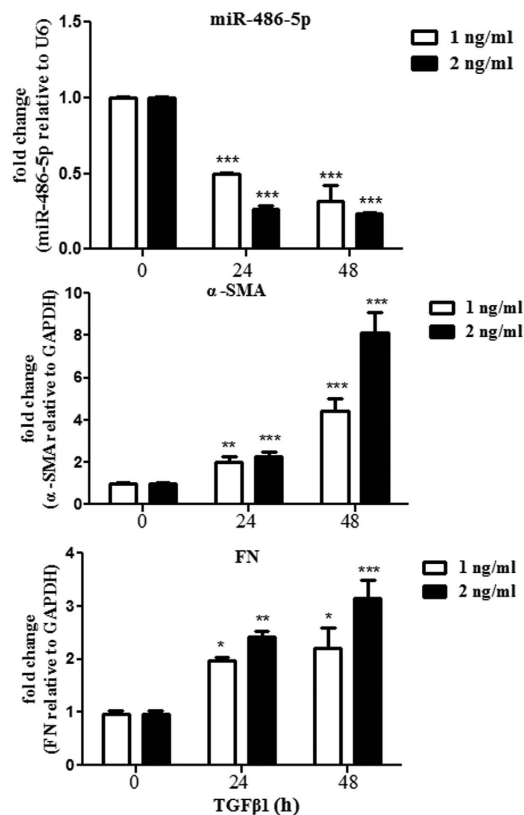 miR-486-5p
fold change
(miR-486-5p relative to U6)
1.5
1.0
0.5
0.0
*** *** *** ***
0 24 48
1 ng/ml
2 ng/ml
α-SMA
fold change
(α-SMA relative to GAPDH)
10
8
6
4
2
0
** *** *** ***
0 24 48
1 ng/ml
2 ng/ml
FN
fold change
(FN relative to GAPDH)
4
3
2
1
0
* ** * ***
0 24 48
TGFβ1 (h)
1 ng/ml
2 ng/ml